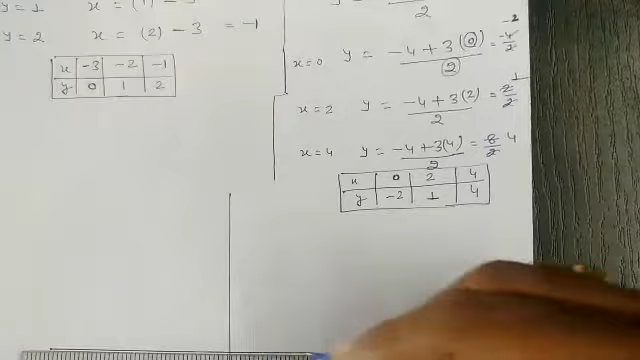 y = 1 x = (1) - 3
y = 2 x = (2) - 3 = -1
x -3 -2 -1
y 0 1 2
2
x=0 y = -4 + 3(0) / 2 = -4/2 -2
x=2 y = -4 + 3(2) / 2 = 2/2 1
x=4 y = -4 + 3(4) / 2 = 8/2 4
x 0 2 4
y -2 1 4